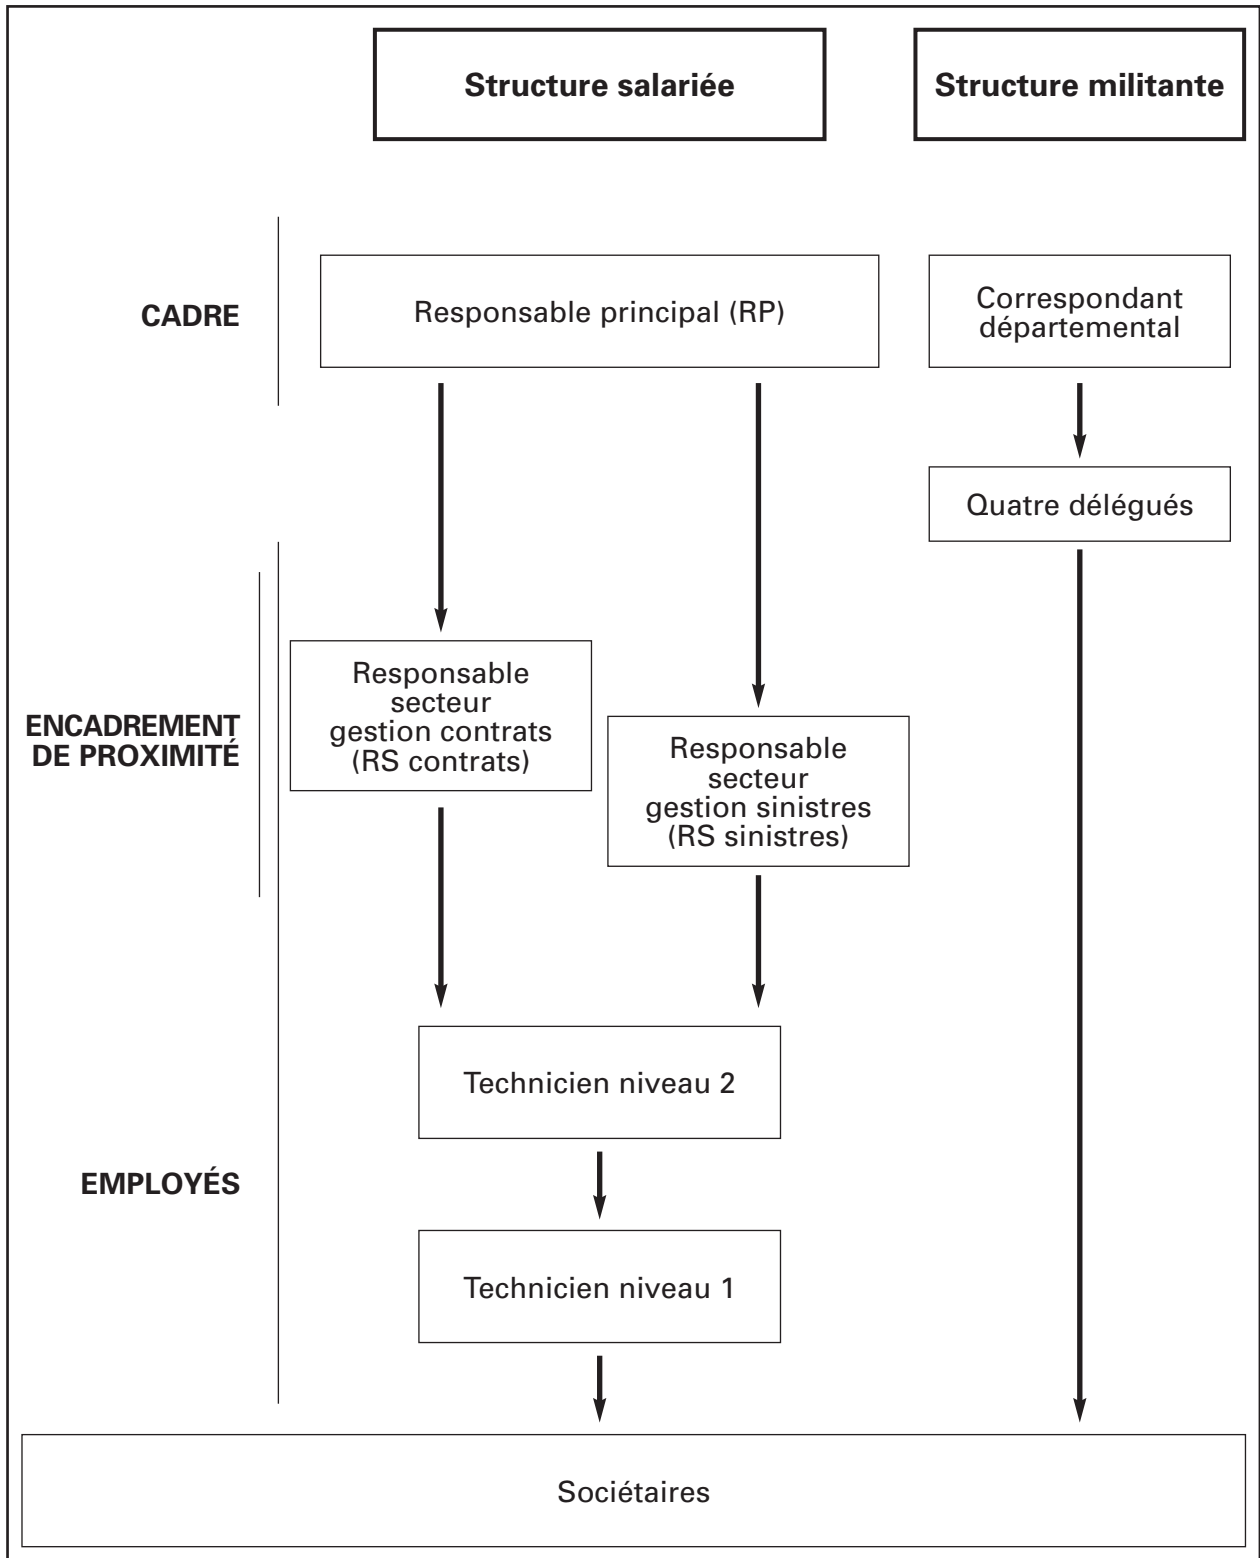 Structure salariée
Structure militante
CADRE
Responsable principal (RP)
Correspondant
départemental
Quatre délégués
ENCADREMENT
DE PROXIMITÉ
Responsable
secteur
gestion contrats
(RS contrats)
Responsable
secteur
gestion sinistres
(RS sinistres)
Technicien niveau 2
EMPLOYÉS
Technicien niveau 1
Sociétaires